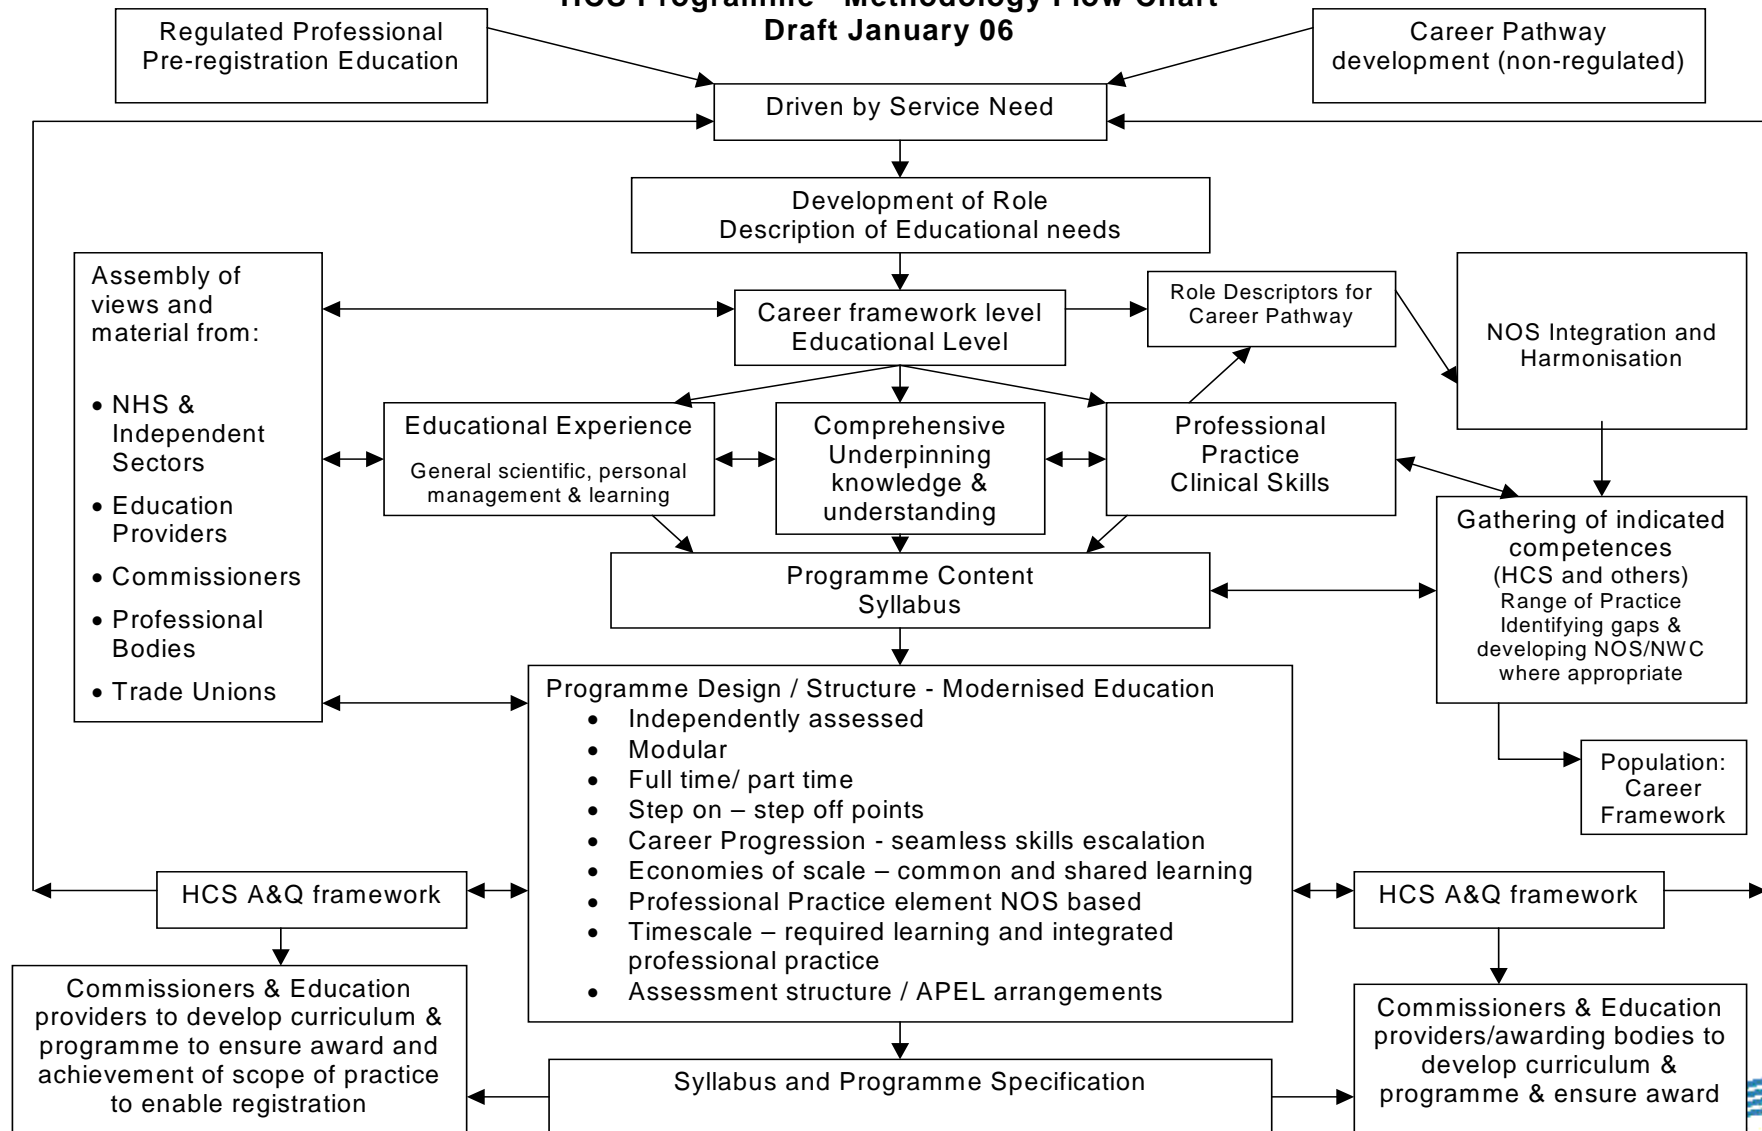 HCS Programme - Methodology Flow Chart
Draft January 06
Regulated Professional
Pre-registration Education
Career Pathway
development (non-regulated)
Driven by Service Need
Development of Role
Description of Educational needs
Assembly of
views and
material from:
• NHS &
Independent
Sectors
• Education
Providers
• Commissioners
• Professional
Bodies
• Trade Unions
Career framework level
Educational Level
Role Descriptors for
Career Pathway
NOS Integration and
Harmonisation
Educational Experience
General scientific, personal
management & learning
Comprehensive
Underpinning
knowledge &
understanding
Professional
Practice
Clinical Skills
Gathering of indicated
competences
(HCS and others)
Range of Practice
Identifying gaps &
developing NOS/NWC
where appropriate
Programme Content
Syllabus
Programme Design / Structure - Modernised Education
• Independently assessed
• Modular
• Full time/ part time
• Step on – step off points
• Career Progression - seamless skills escalation
• Economies of scale – common and shared learning
• Professional Practice element NOS based
• Timescale – required learning and integrated
professional practice
• Assessment structure / APEL arrangements
Population:
Career
Framework
HCS A&Q framework
HCS A&Q framework
Commissioners & Education
providers to develop curriculum &
programme to ensure award and
achievement of scope of practice
to enable registration
Syllabus and Programme Specification
Commissioners & Education
providers/awarding bodies to
develop curriculum &
programme & ensure award